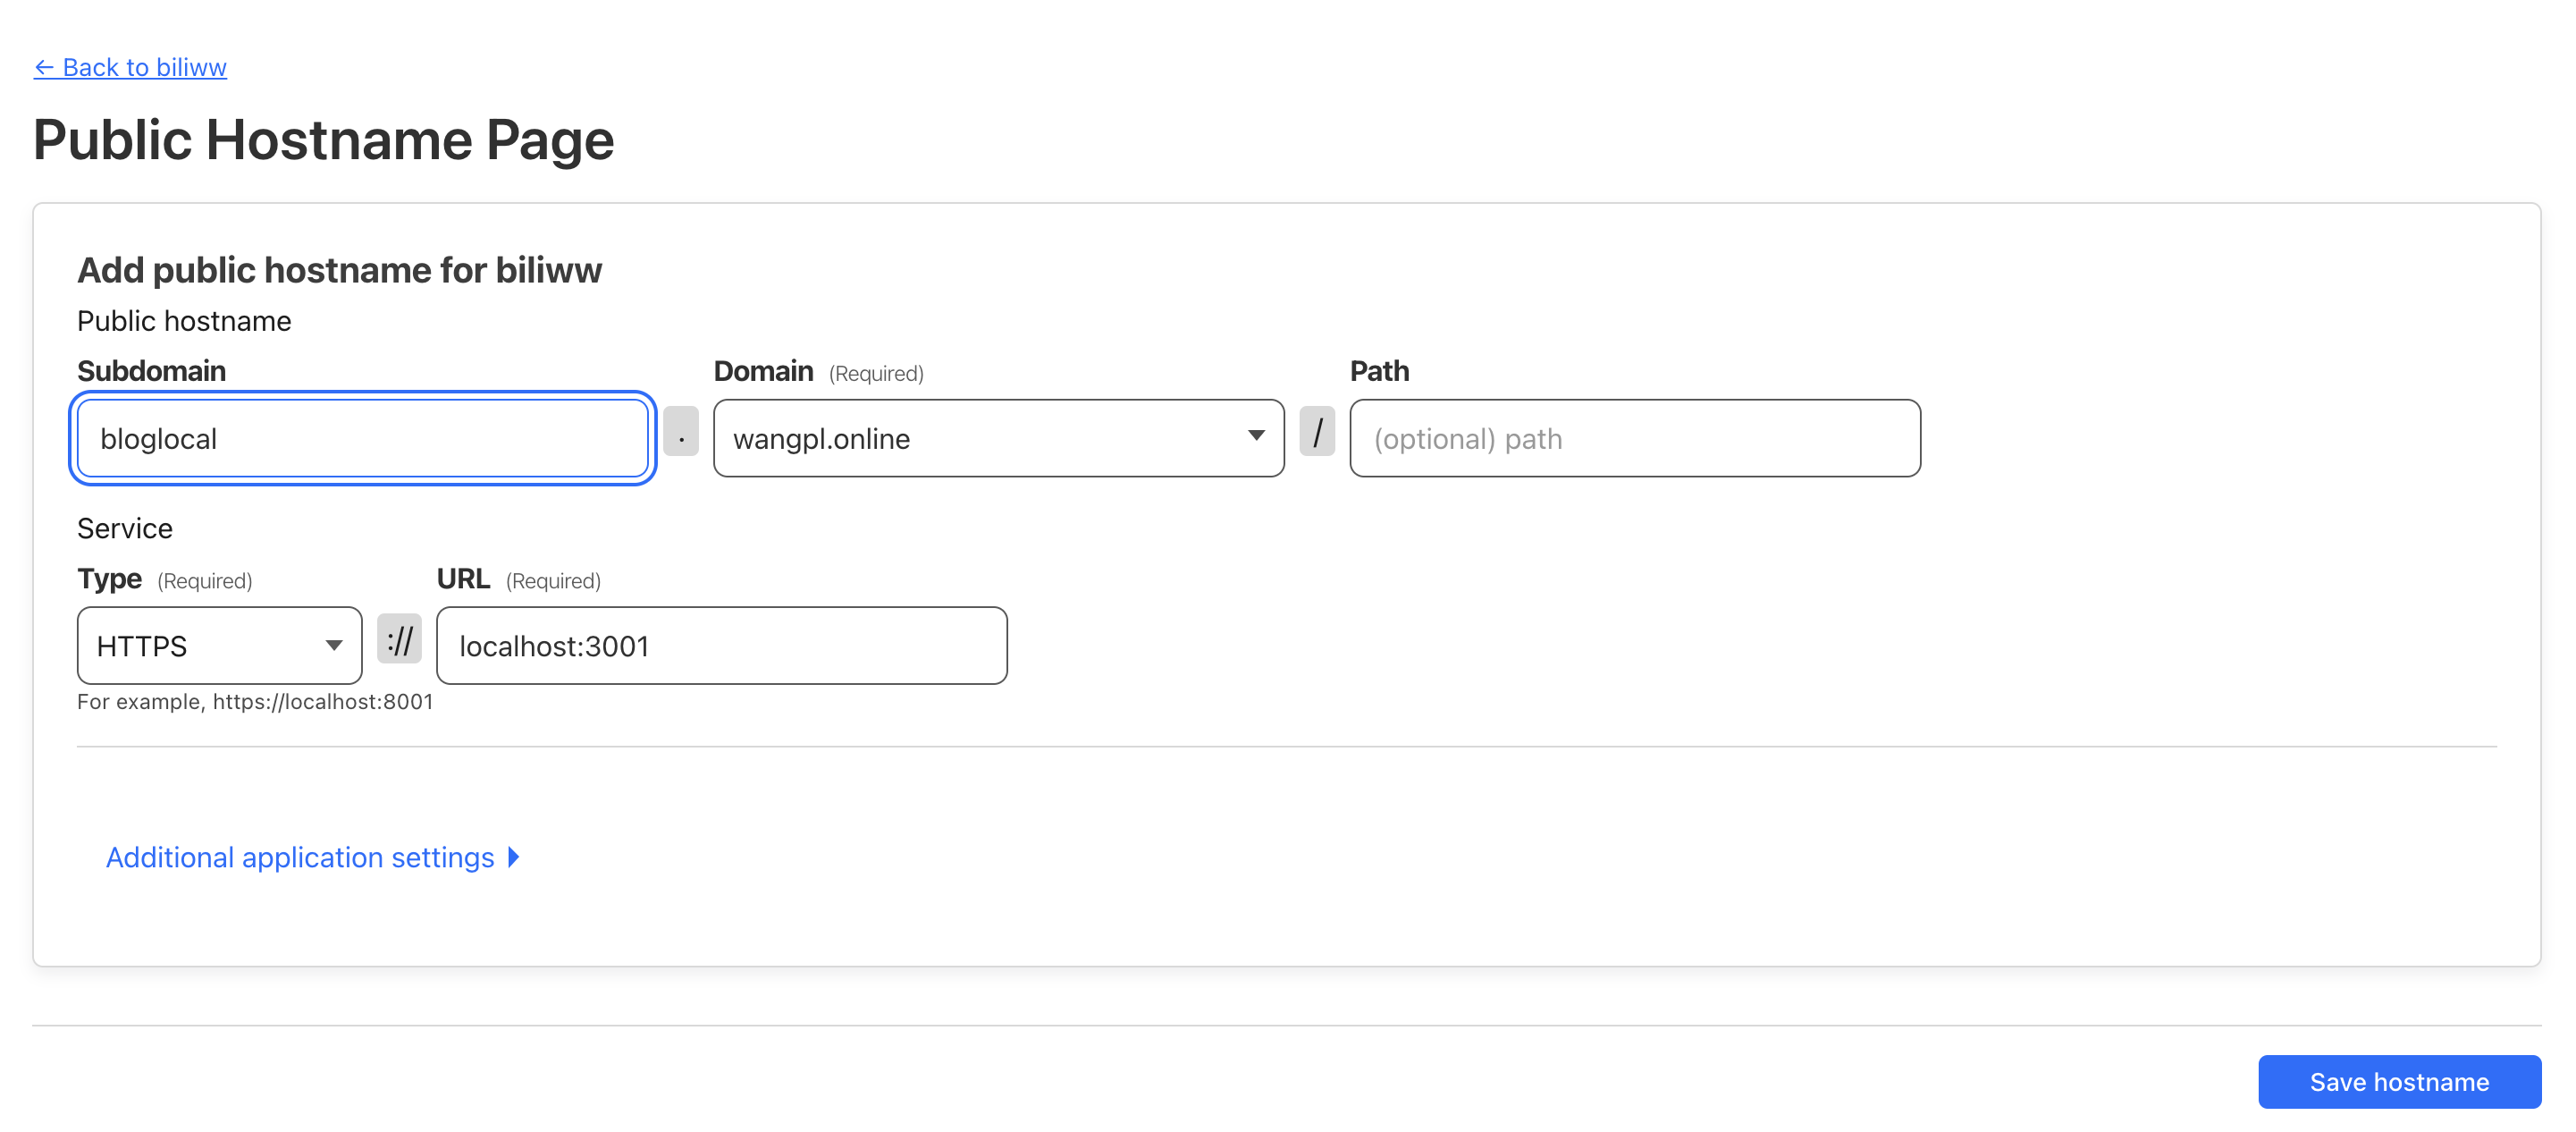 ← Back to biliww
Public Hostname Page
Add public hostname for biliww
Public hostname
Subdomain Domain (Required) Path
bloglocal . wangpl.online / (optional) path
Service
Type (Required) URL (Required)
HTTPS :// localhost:3001
For example, https://localhost:8001
Additional application settings
Save hostname